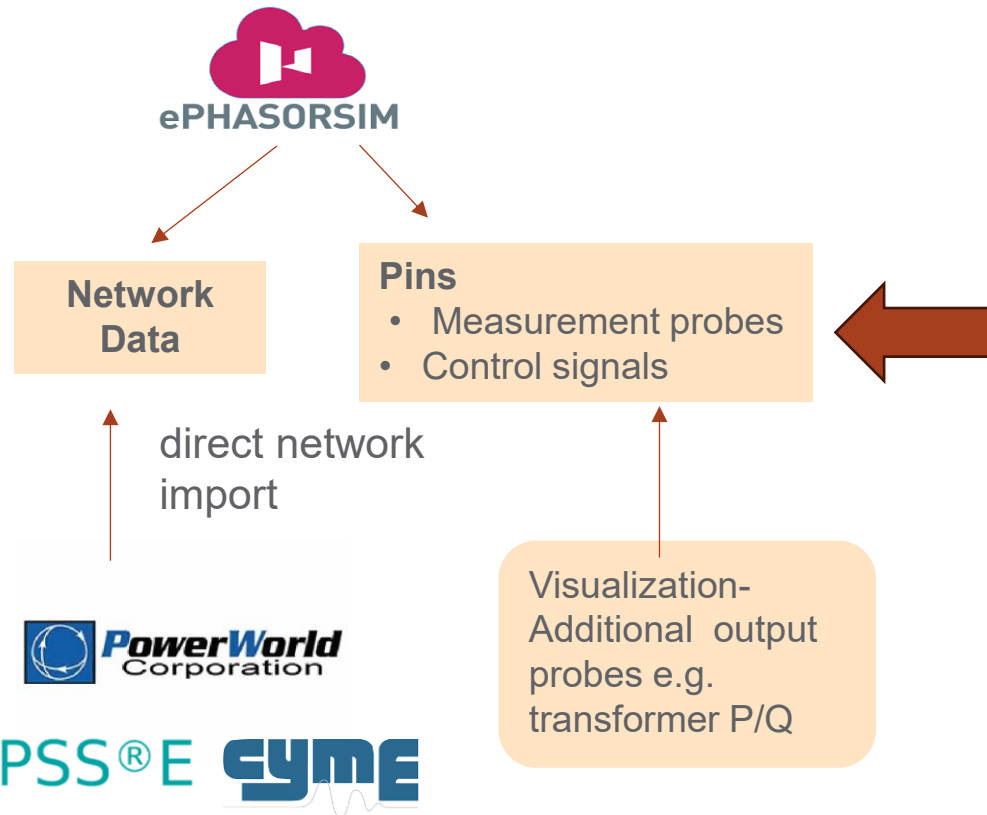 ePHASORSIM
Network
Data
Pins
• Measurement probes
• Control signals
direct network
import
PowerWorld
Corporation
PSS®E
CYME
Visualization-
Additional output
probes e.g.
transformer P/Q